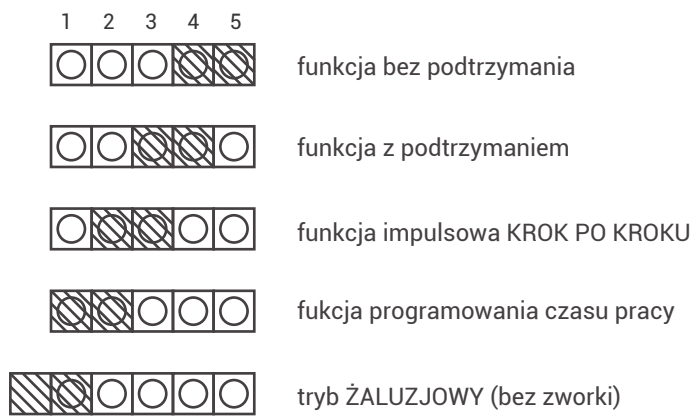 1 2 3 4 5
funkcja bez podtrzymania
funkcja z podtrzymaniem
funkcja impulsowa KROK PO KROKU
fukcja programowania czasu pracy
tryb ŻALUZJOWY (bez zworki)